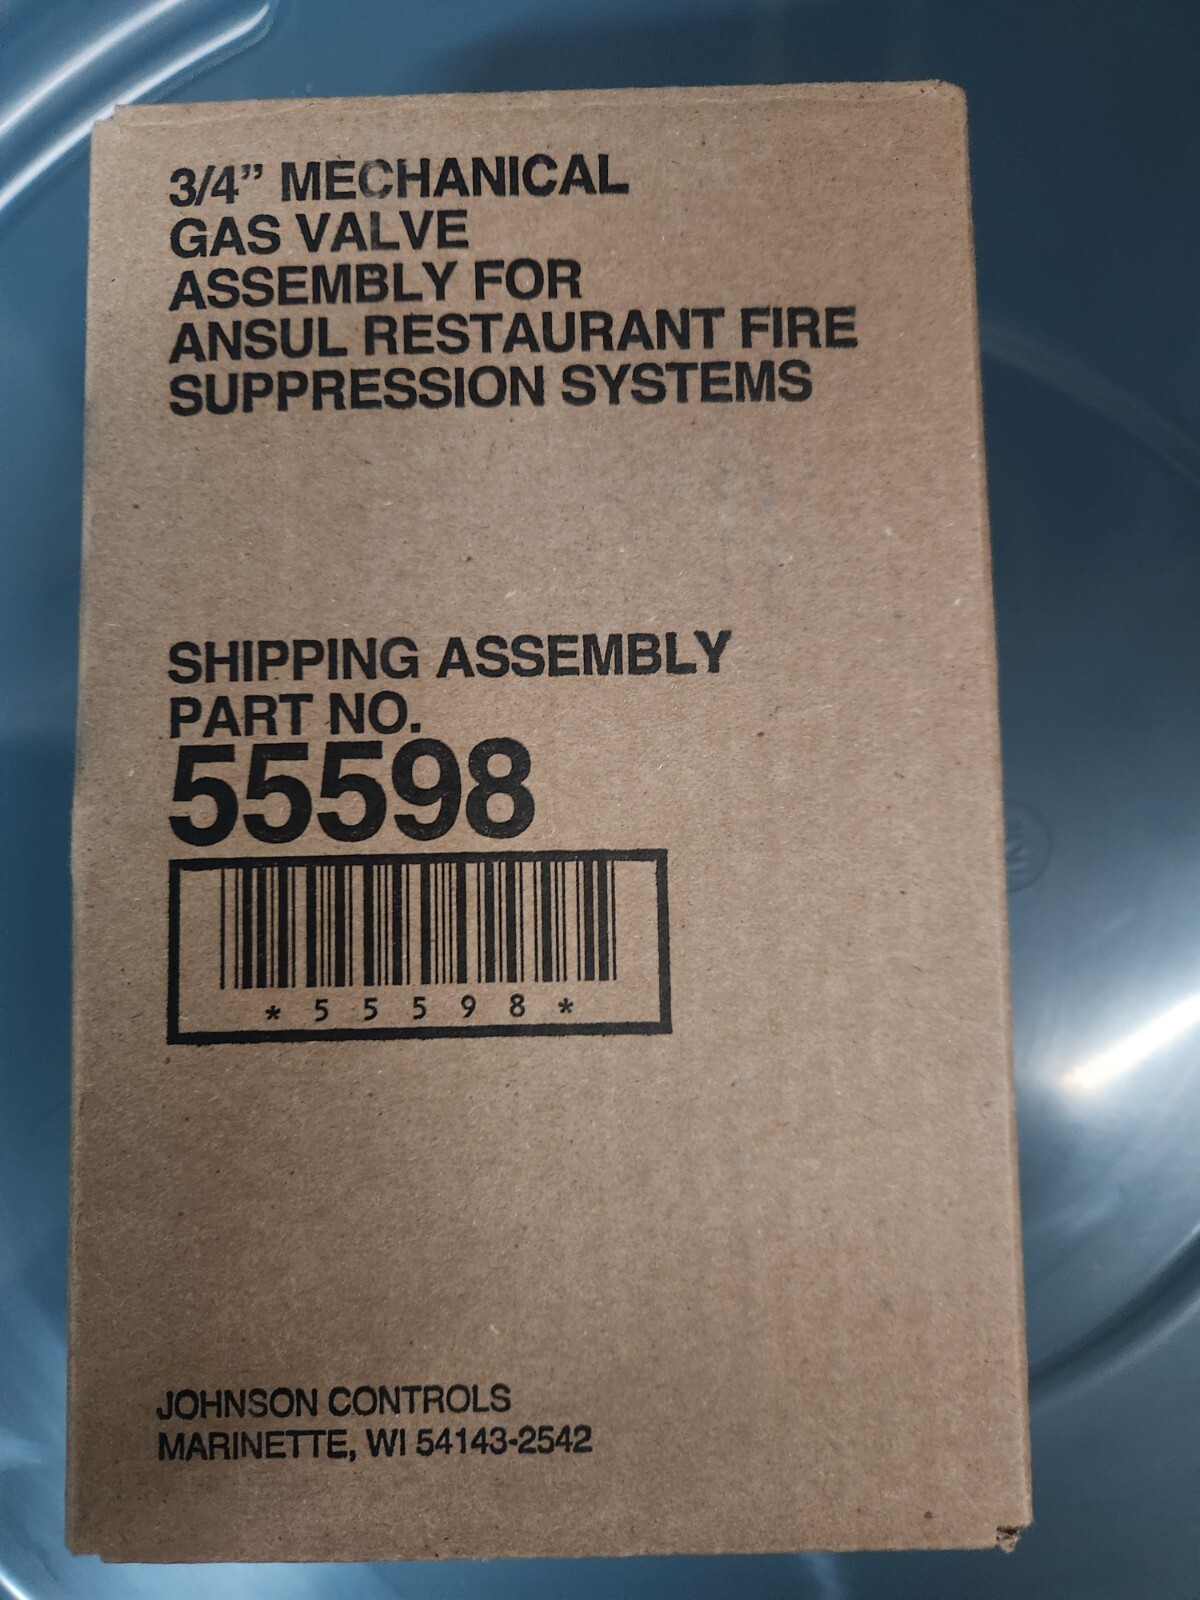 3/4” MECHANICAL
GAS VALVE
ASSEMBLY FOR
ANSUL RESTAURANT FIRE
SUPPRESSION SYSTEMS
SHIPPING ASSEMBLY
PART NO.
55598
*55598*
JOHNSON CONTROLS
MARINETTE, WI 54143-2542